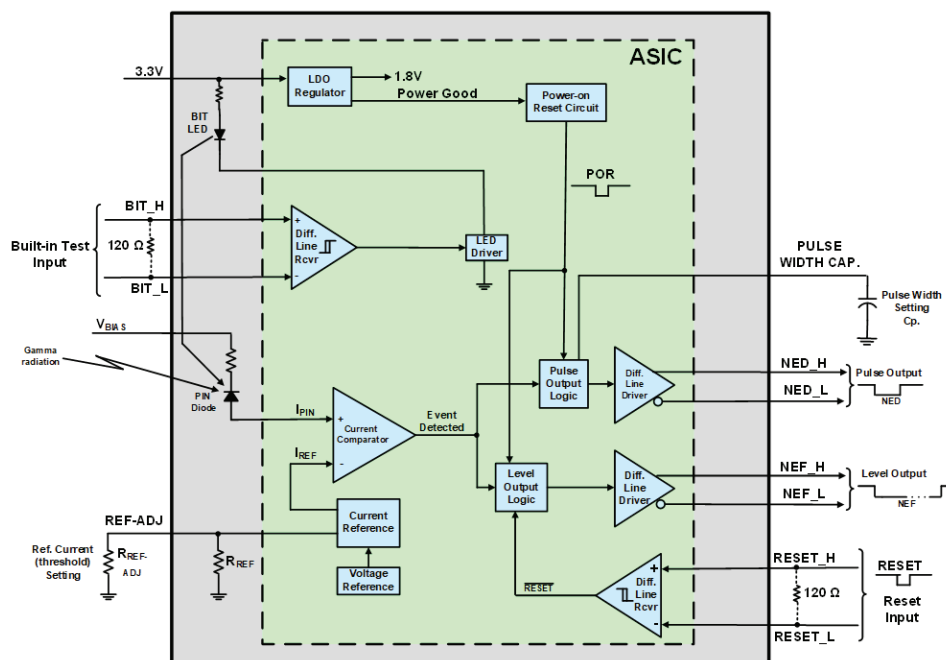 ASIC
3.3V
LDO
Regulator
1.8V
Power Good
Power-on
Reset Circuit
BIT
LED
POR
BIT_H
Built-in Test
Input
120 Ω
BIT_L
+
Diff.
Line
Rcvr
-
LED
Driver
PULSE
WIDTH CAP.
Pulse Width
Setting
Cp.
VBIAS
Gamma
radiation
PIN
Diode
IPIN
+
Current
Comparator
-
IREF
Event
Detected
Pulse
Output
Logic
Diff.
Line
Driver
NED_H
NED_L
Pulse Output
NED
Level
Output
Logic
Diff.
Line
Driver
NEF_H
NEF_L
Level Output
NEF
REF-ADJ
Ref. Current
(threshold)
Setting
RREF-
ADJ
RREF
Current
Reference
Voltage
Reference
RESET
+
Diff.
Line
Rcvr
-
RESET_H
120 Ω
RESET_L
RESET
Reset
Input